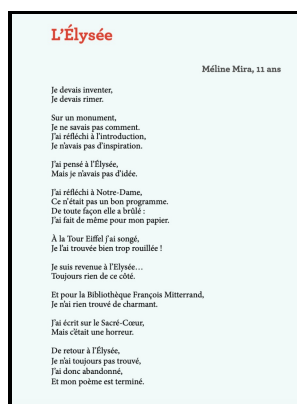 L'Élysée
Méline Mira, 11 ans
Je devais inventer,
Je devais rimer.
Sur un monument,
Je ne savais pas comment.
J'ai réfléchi à l'introduction,
Je n'avais pas d'inspiration.
J'ai pensé à l'Élysée,
Mais je n'avais pas d'idée.
J'ai réfléchi à Notre-Dame,
Ce n'était pas un bon programme.
De toute façon elle a brûlé :
J'ai fait de même pour mon papier.
À la Tour Eiffel j'ai songé,
Je l'ai trouvée bien trop rouillée !
Je suis revenue à l'Elysée…
Toujours rien de ce côté.
Et pour la Bibliothèque François Mitterrand,
Je n'ai rien trouvé de charmant.
J'ai écrit sur le Sacré-Cœur,
Mais c'était une horreur.
De retour à l'Élysée,
Je n'ai toujours pas trouvé,
J'ai donc abandonné,
Et mon poème est terminé.